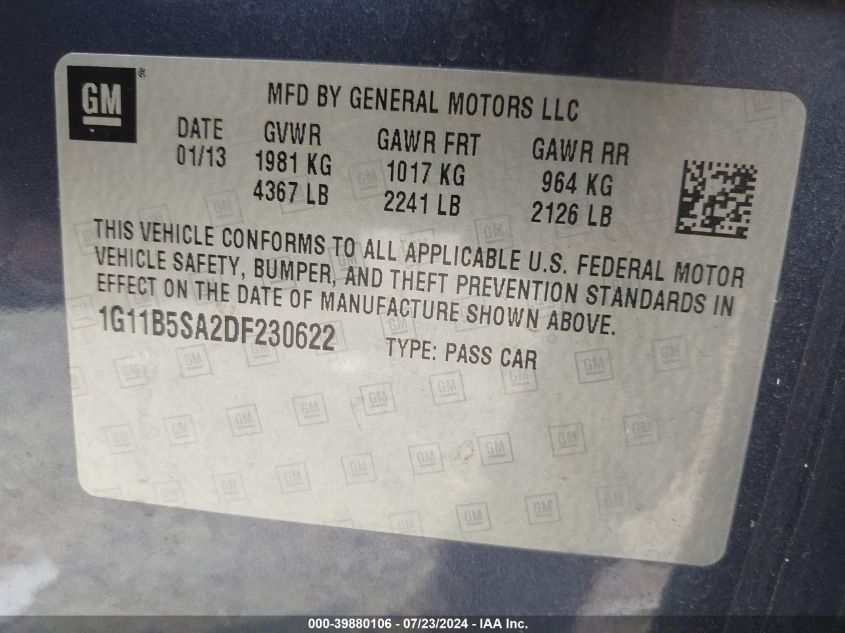 GM ®
MFD BY GENERAL MOTORS LLC
DATE GVWR GAWR FRT GAWR RR
01/13 1981 KG 1017 KG 964 KG
4367 LB 2241 LB 2126 LB
THIS VEHICLE CONFORMS TO ALL APPLICABLE U.S. FEDERAL MOTOR
VEHICLE SAFETY, BUMPER, AND THEFT PREVENTION STANDARDS IN
EFFECT ON THE DATE OF MANUFACTURE SHOWN ABOVE.
1G11B5SA2DF230622 TYPE: PASS CAR
000-39880106 - 07/23/2024 - IAA Inc.